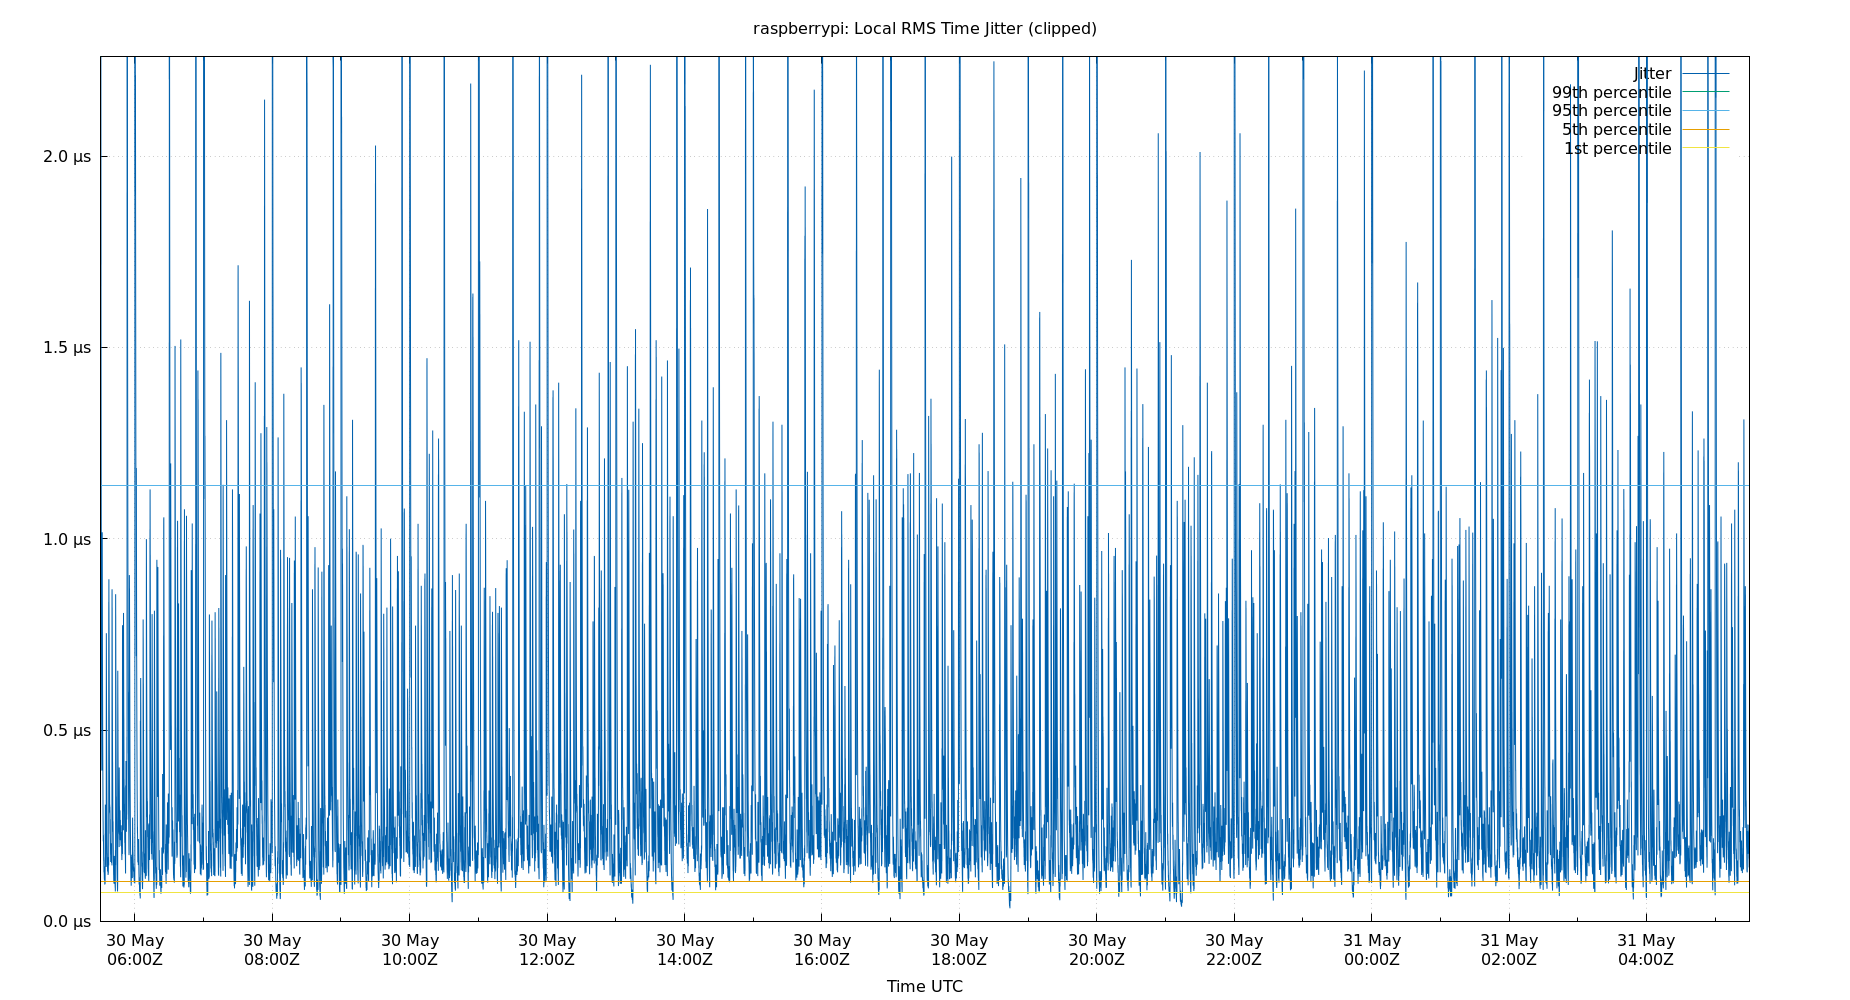 raspberrypi: Local RMS Time Jitter (clipped)
Jitter
99th percentile
95th percentile
5th percentile
1st percentile
2.0 µs
1.5 µs
1.0 µs
0.5 µs
0.0 µs
30 May 30 May 30 May 30 May 30 May 30 May 30 May 30 May 30 May 31 May 31 May 31 May
06:00Z 08:00Z 10:00Z 12:00Z 14:00Z 16:00Z 18:00Z 20:00Z 22:00Z 00:00Z 02:00Z 04:00Z
Time UTC